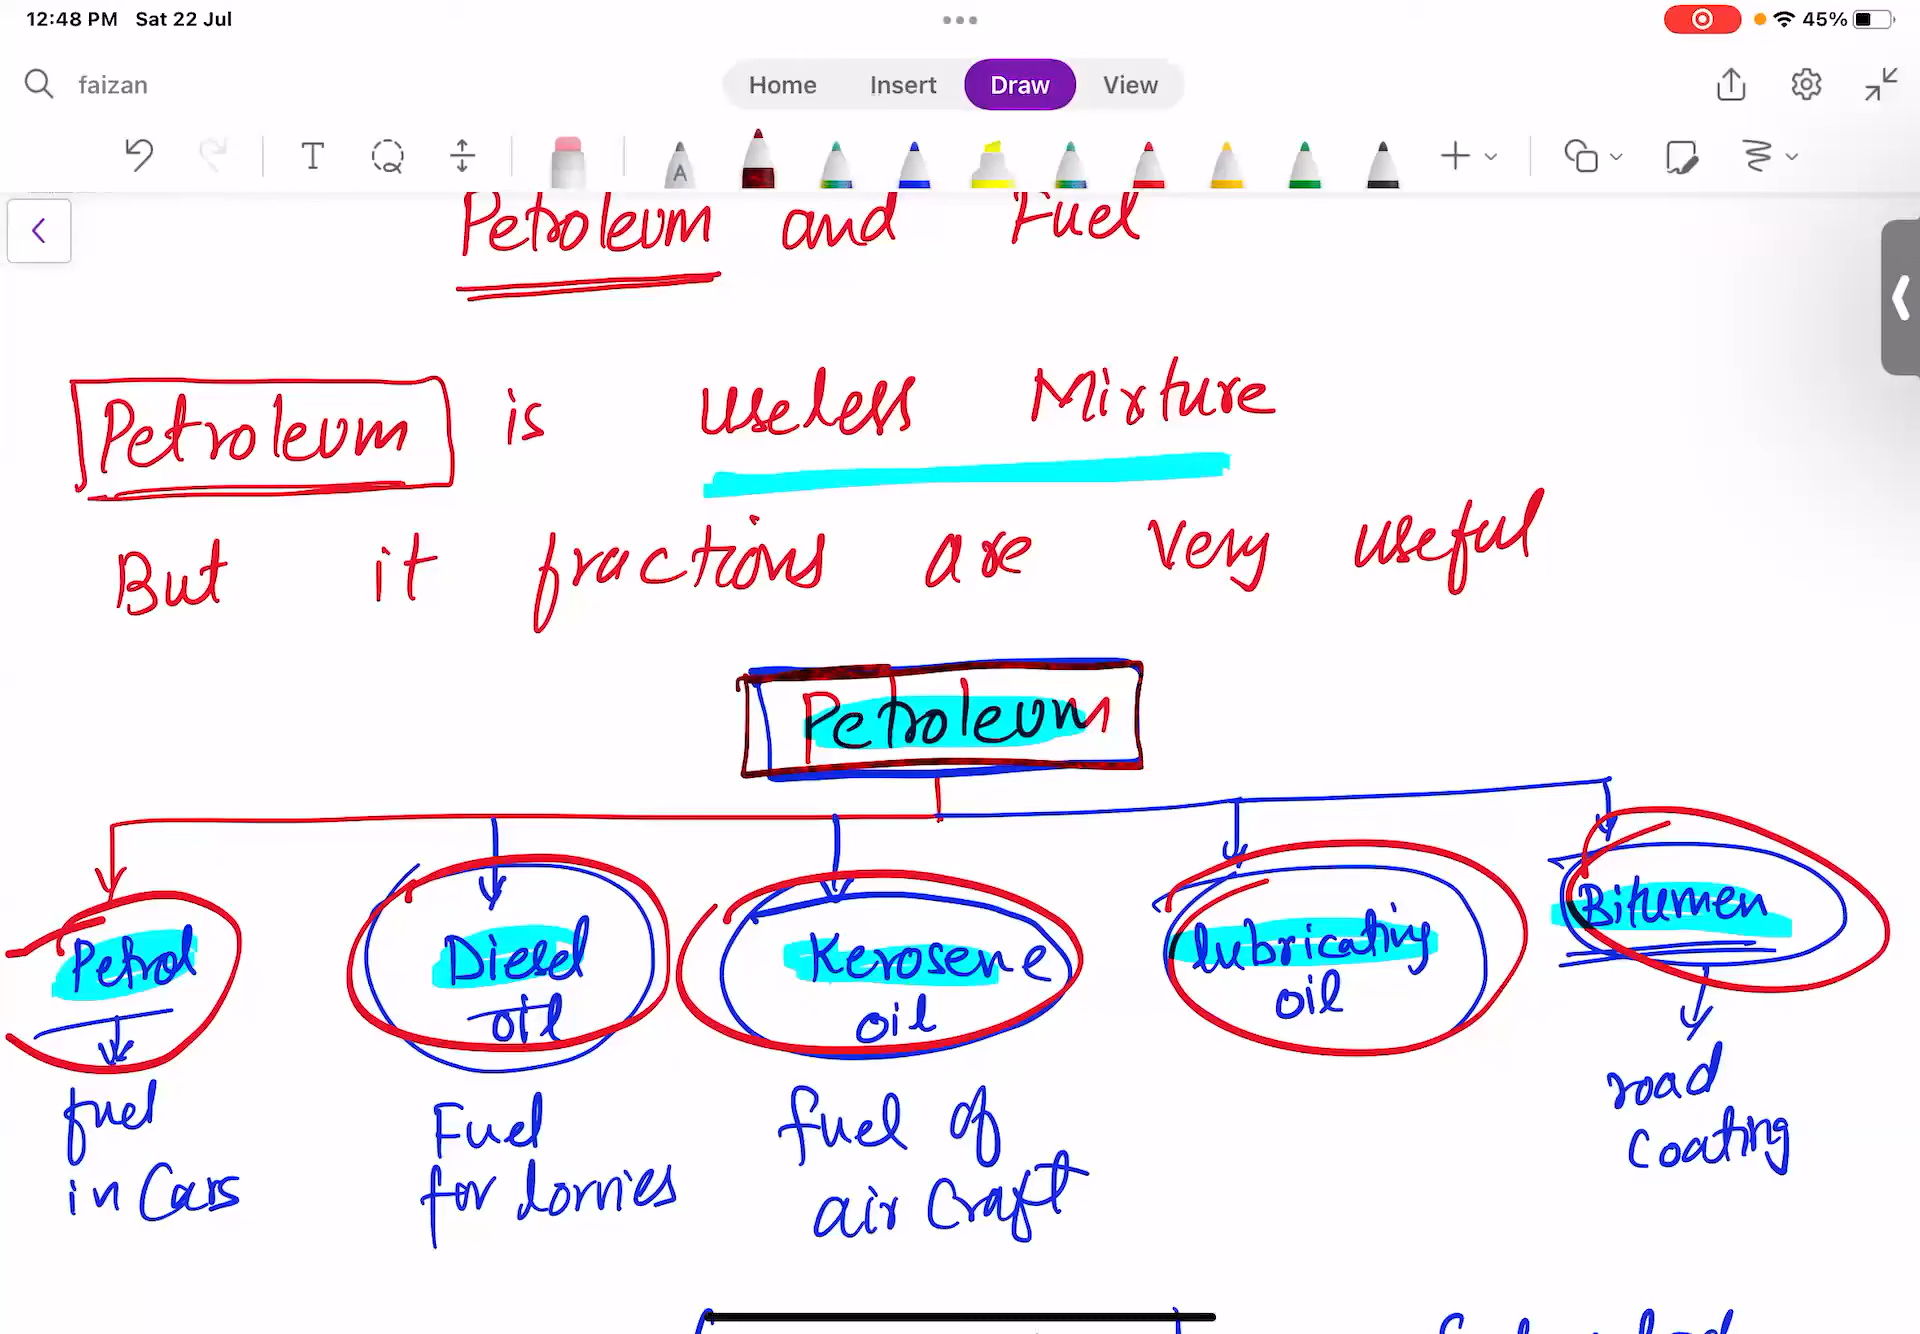 12:48 PM Sat 22 Jul
45%
faizan
Home Insert Draw View
T
A
Petroleum and Fuel
Petroleum is useless Mixture
But it fractions are very useful
Petroleum
Petrol
Diesel oil
Kerosene oil
lubricating oil
Bitumen
fuel in Cars
Fuel for lorries
fuel of air Craft
road Coating